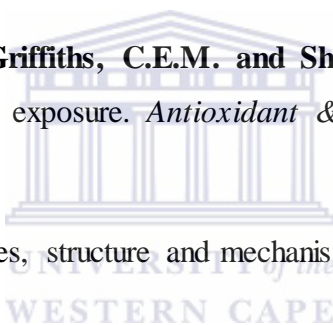 Griffiths, C.E.M. and Sh
exposure. Antioxidant &
es, structure and mechanis
UNIVERSITY of the
WESTERN CAPE